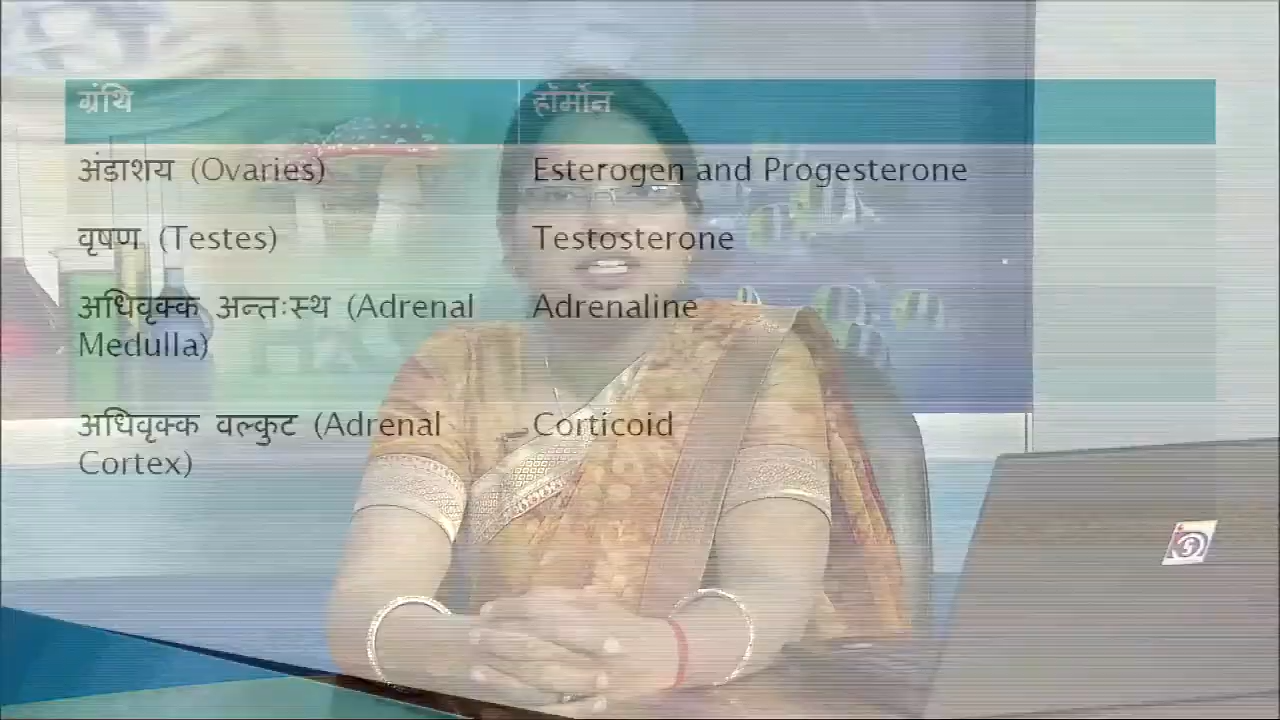 ग्रंथि हॉर्मोन
अंडाशय (Ovaries) Esterogen and Progesterone
वृषण (Testes) Testosterone
अधिवृक्क अन्तःस्थ (Adrenal Adrenaline
Medulla)
अधिवृक्क वल्कुट (Adrenal Corticoid
Cortex)